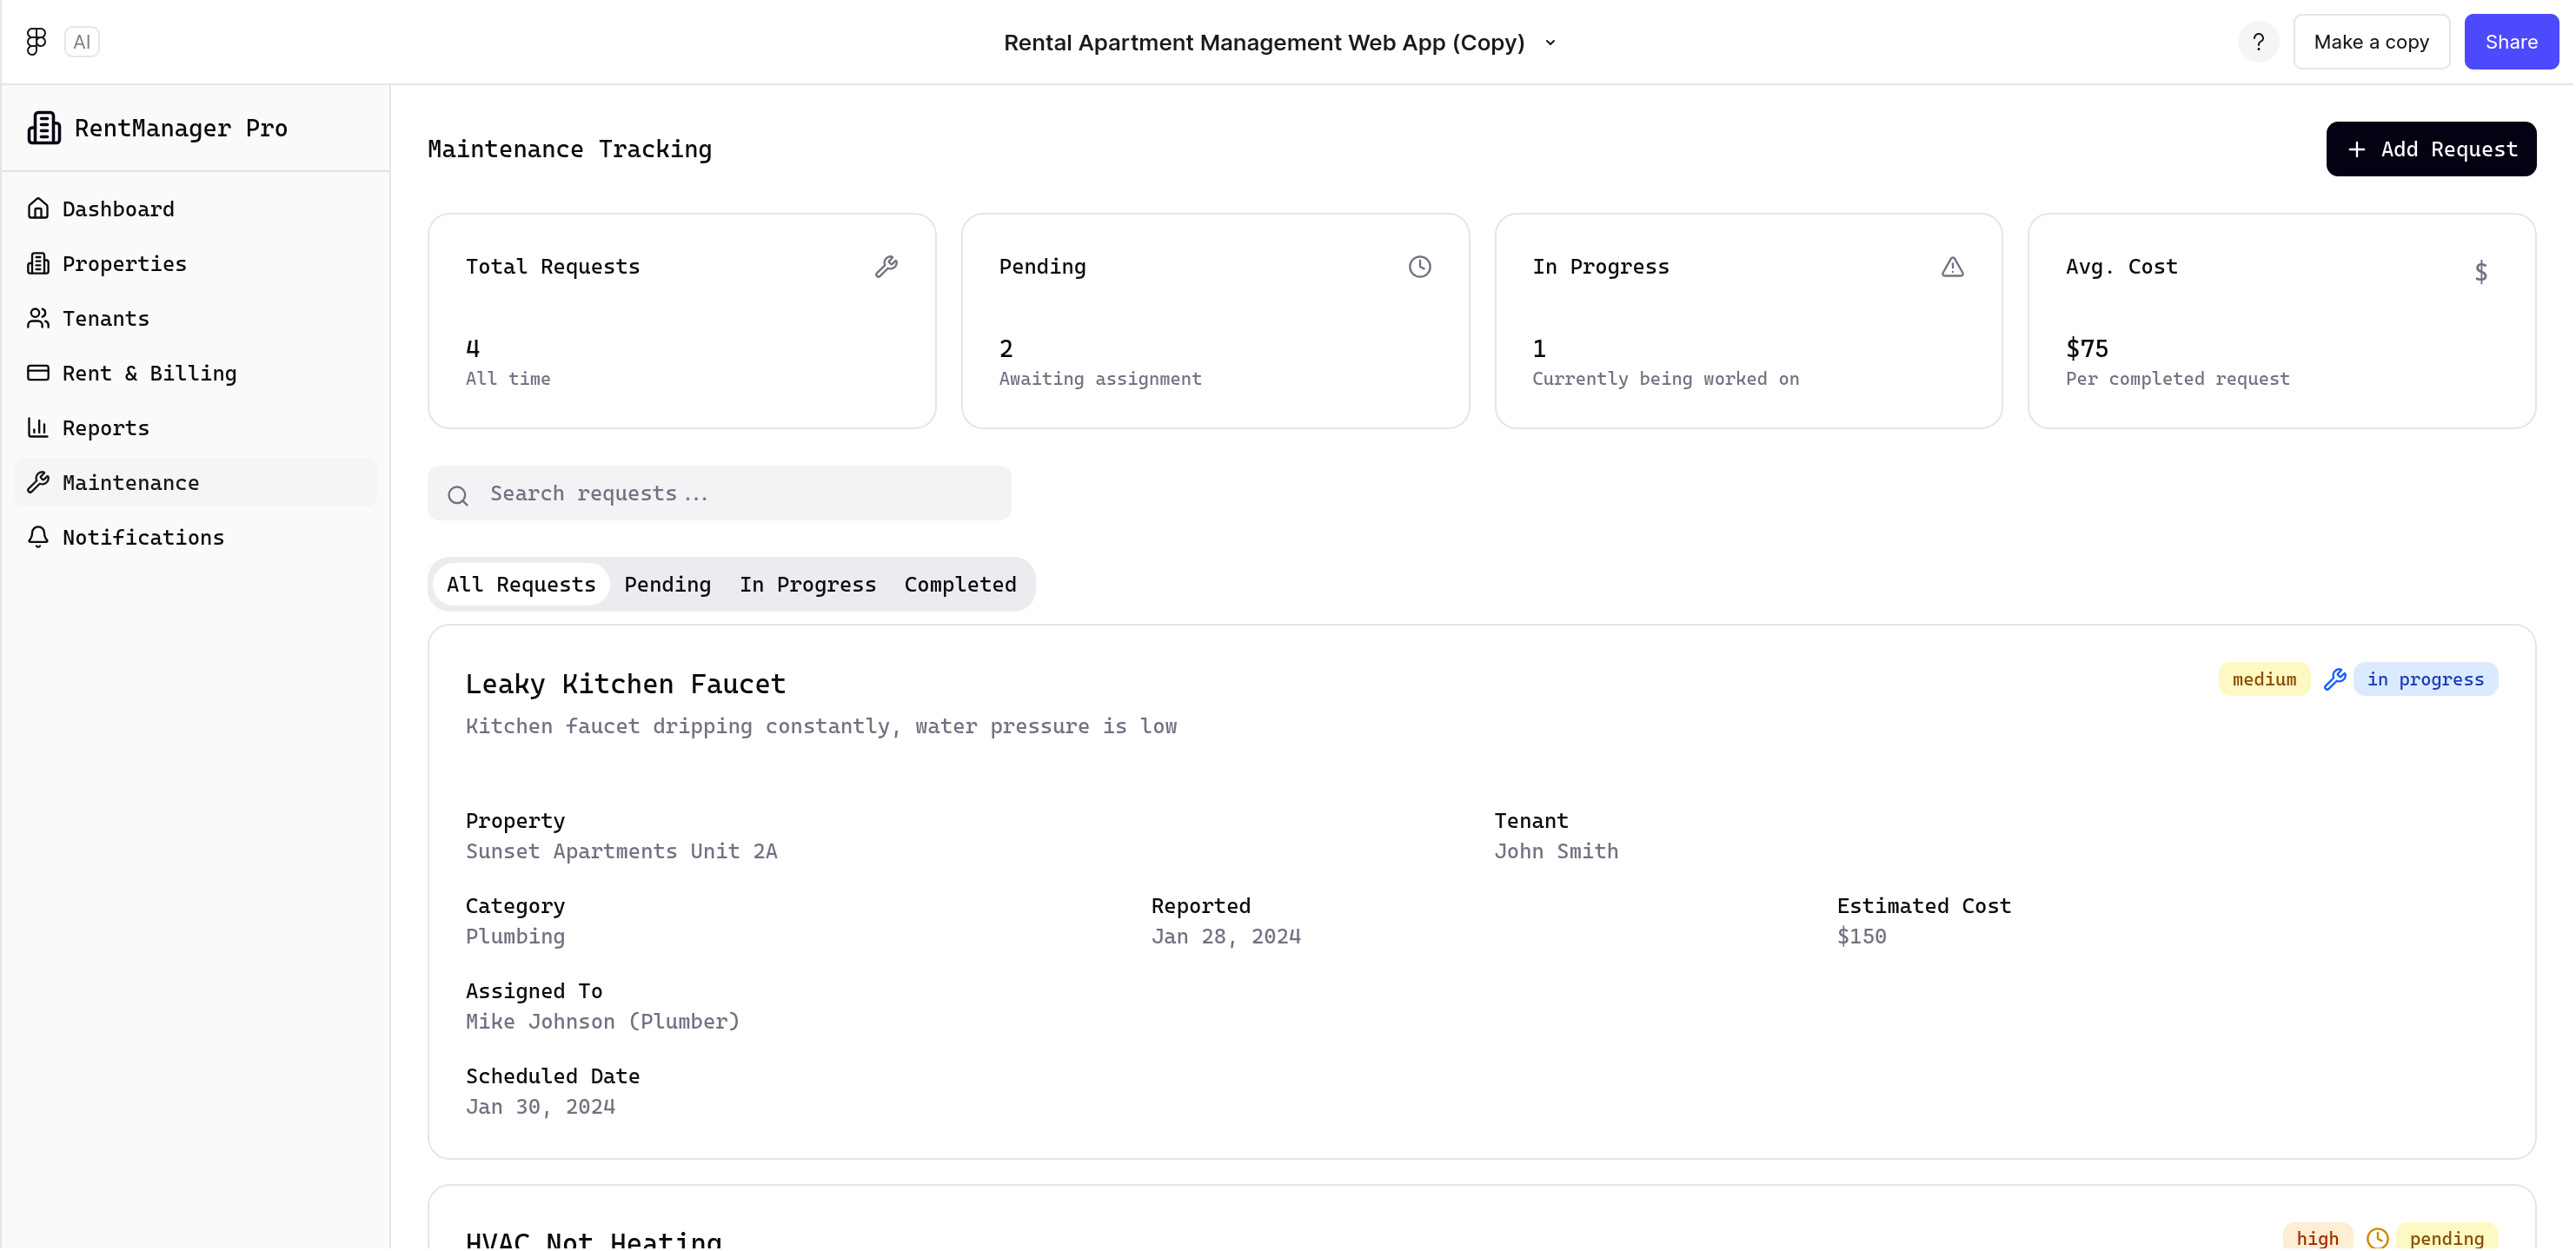 AI
Rental Apartment Management Web App (Copy)
?
Make a copy
Share
RentManager Pro
Dashboard
Properties
Tenants
Rent & Billing
Reports
Maintenance
Notifications
Maintenance Tracking
+ Add Request
Total Requests
4
All time
Pending
2
Awaiting assignment
In Progress
1
Currently being worked on
Avg. Cost
$
$75
Per completed request
Search requests...
All Requests
Pending
In Progress
Completed
Leaky Kitchen Faucet
medium
in progress
Kitchen faucet dripping constantly, water pressure is low
Property
Sunset Apartments Unit 2A
Tenant
John Smith
Category
Plumbing
Reported
Jan 28, 2024
Estimated Cost
$150
Assigned To
Mike Johnson (Plumber)
Scheduled Date
Jan 30, 2024
HVAC Not Heating
high
pending